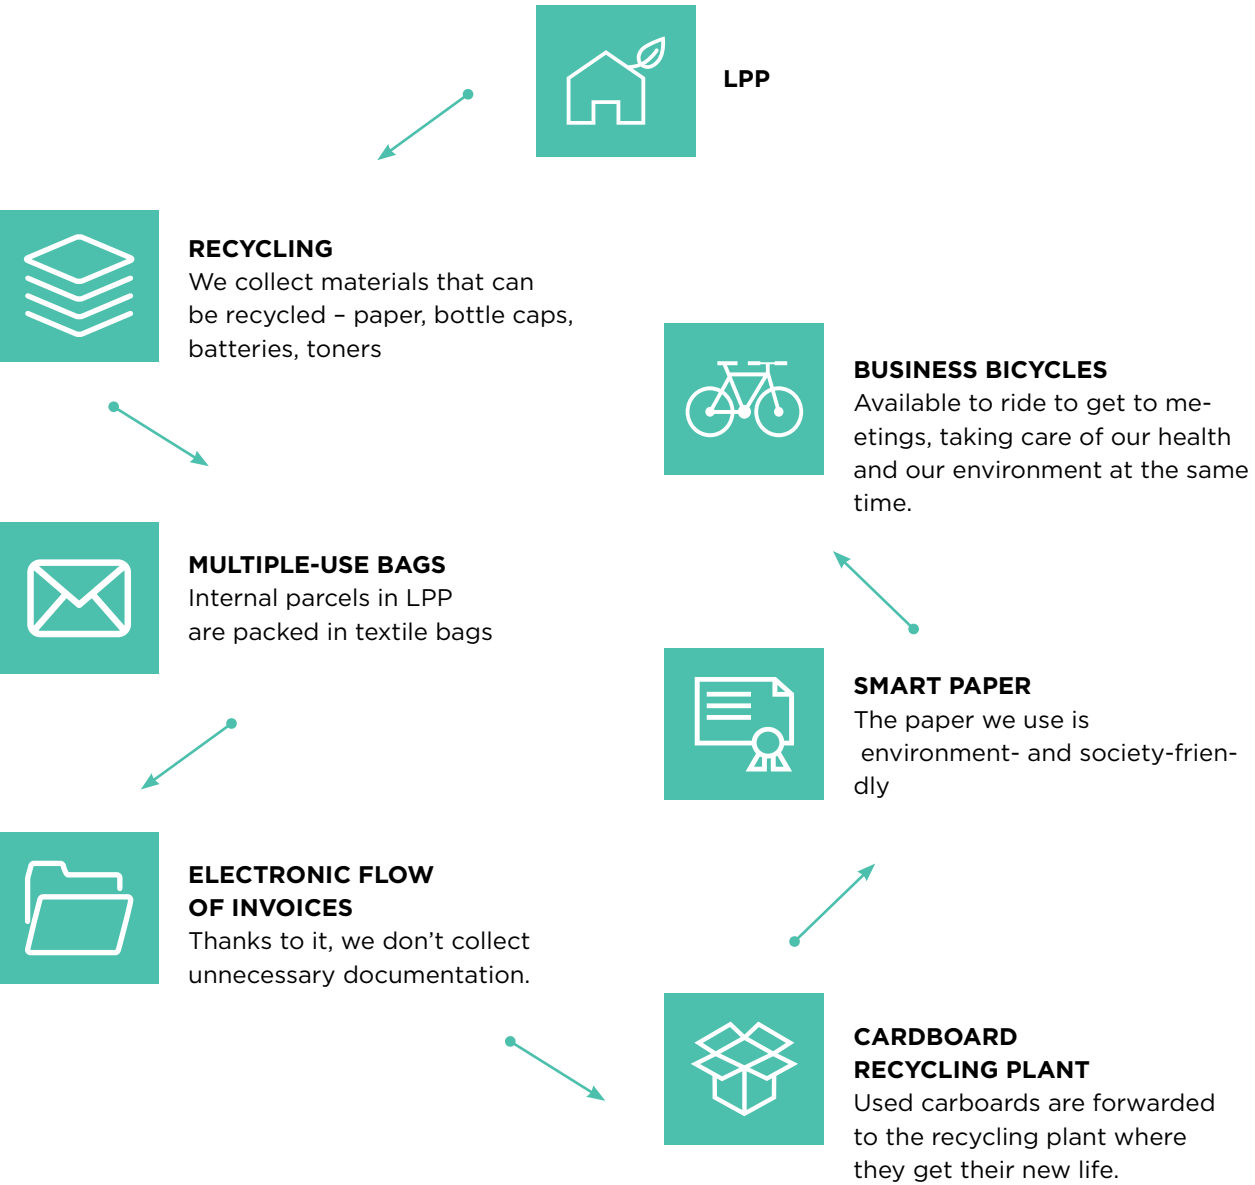 LPP
RECYCLING
We collect materials that can
be recycled – paper, bottle caps,
batteries, toners
MULTIPLE-USE BAGS
Internal parcels in LPP
are packed in textile bags
ELECTRONIC FLOW
OF INVOICES
Thanks to it, we don’t collect
unnecessary documentation.
CARDBOARD
RECYCLING PLANT
Used carboards are forwarded
to the recycling plant where
they get their new life.
SMART PAPER
The paper we use is
environment- and society-frien-
dly
BUSINESS BICYCLES
Available to ride to get to me-
etings, taking care of our health
and our environment at the same
time.